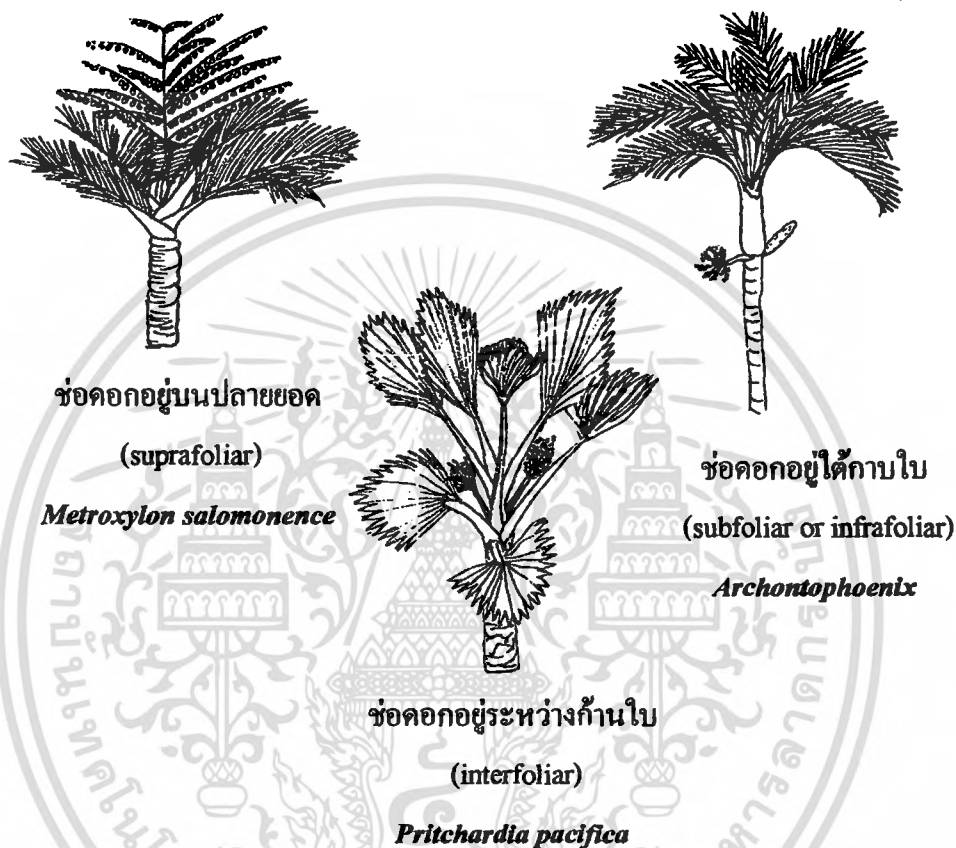 ช่อดอกอยู่บนปลายยอด
(suprafoliar)
Metroxylon salomonence
ช่อดอกอยู่ใต้กาบใบ
(subfoliar or infrafoliar)
Archontophoenix
ช่อดอกอยู่ระหว่างก้านใบ
(interfoliar)
Pritchardia pacifica